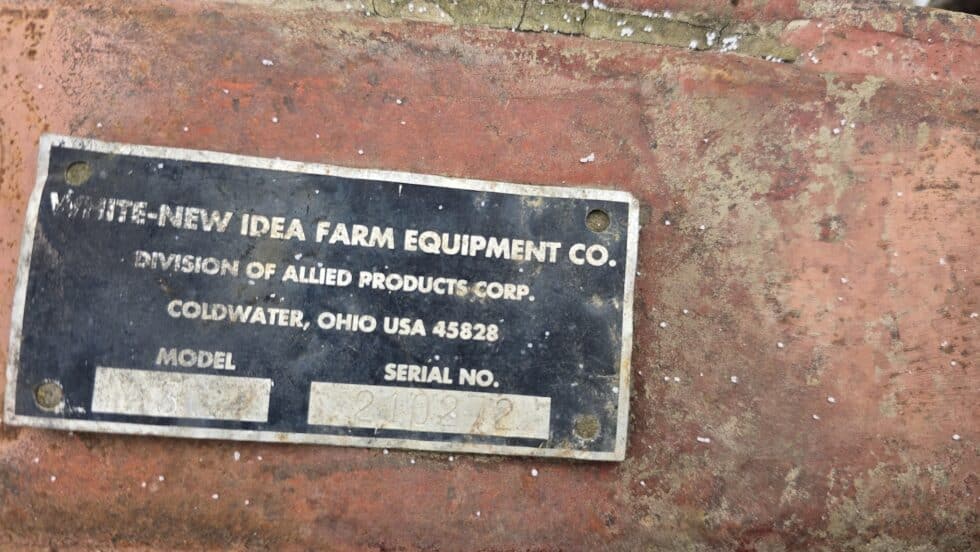 WHITE-NEW IDEA FARM EQUIPMENT CO.
DIVISION OF ALLIED PRODUCTS CORP.
COLDWATER, OHIO USA 45828
MODEL
SERIAL NO.